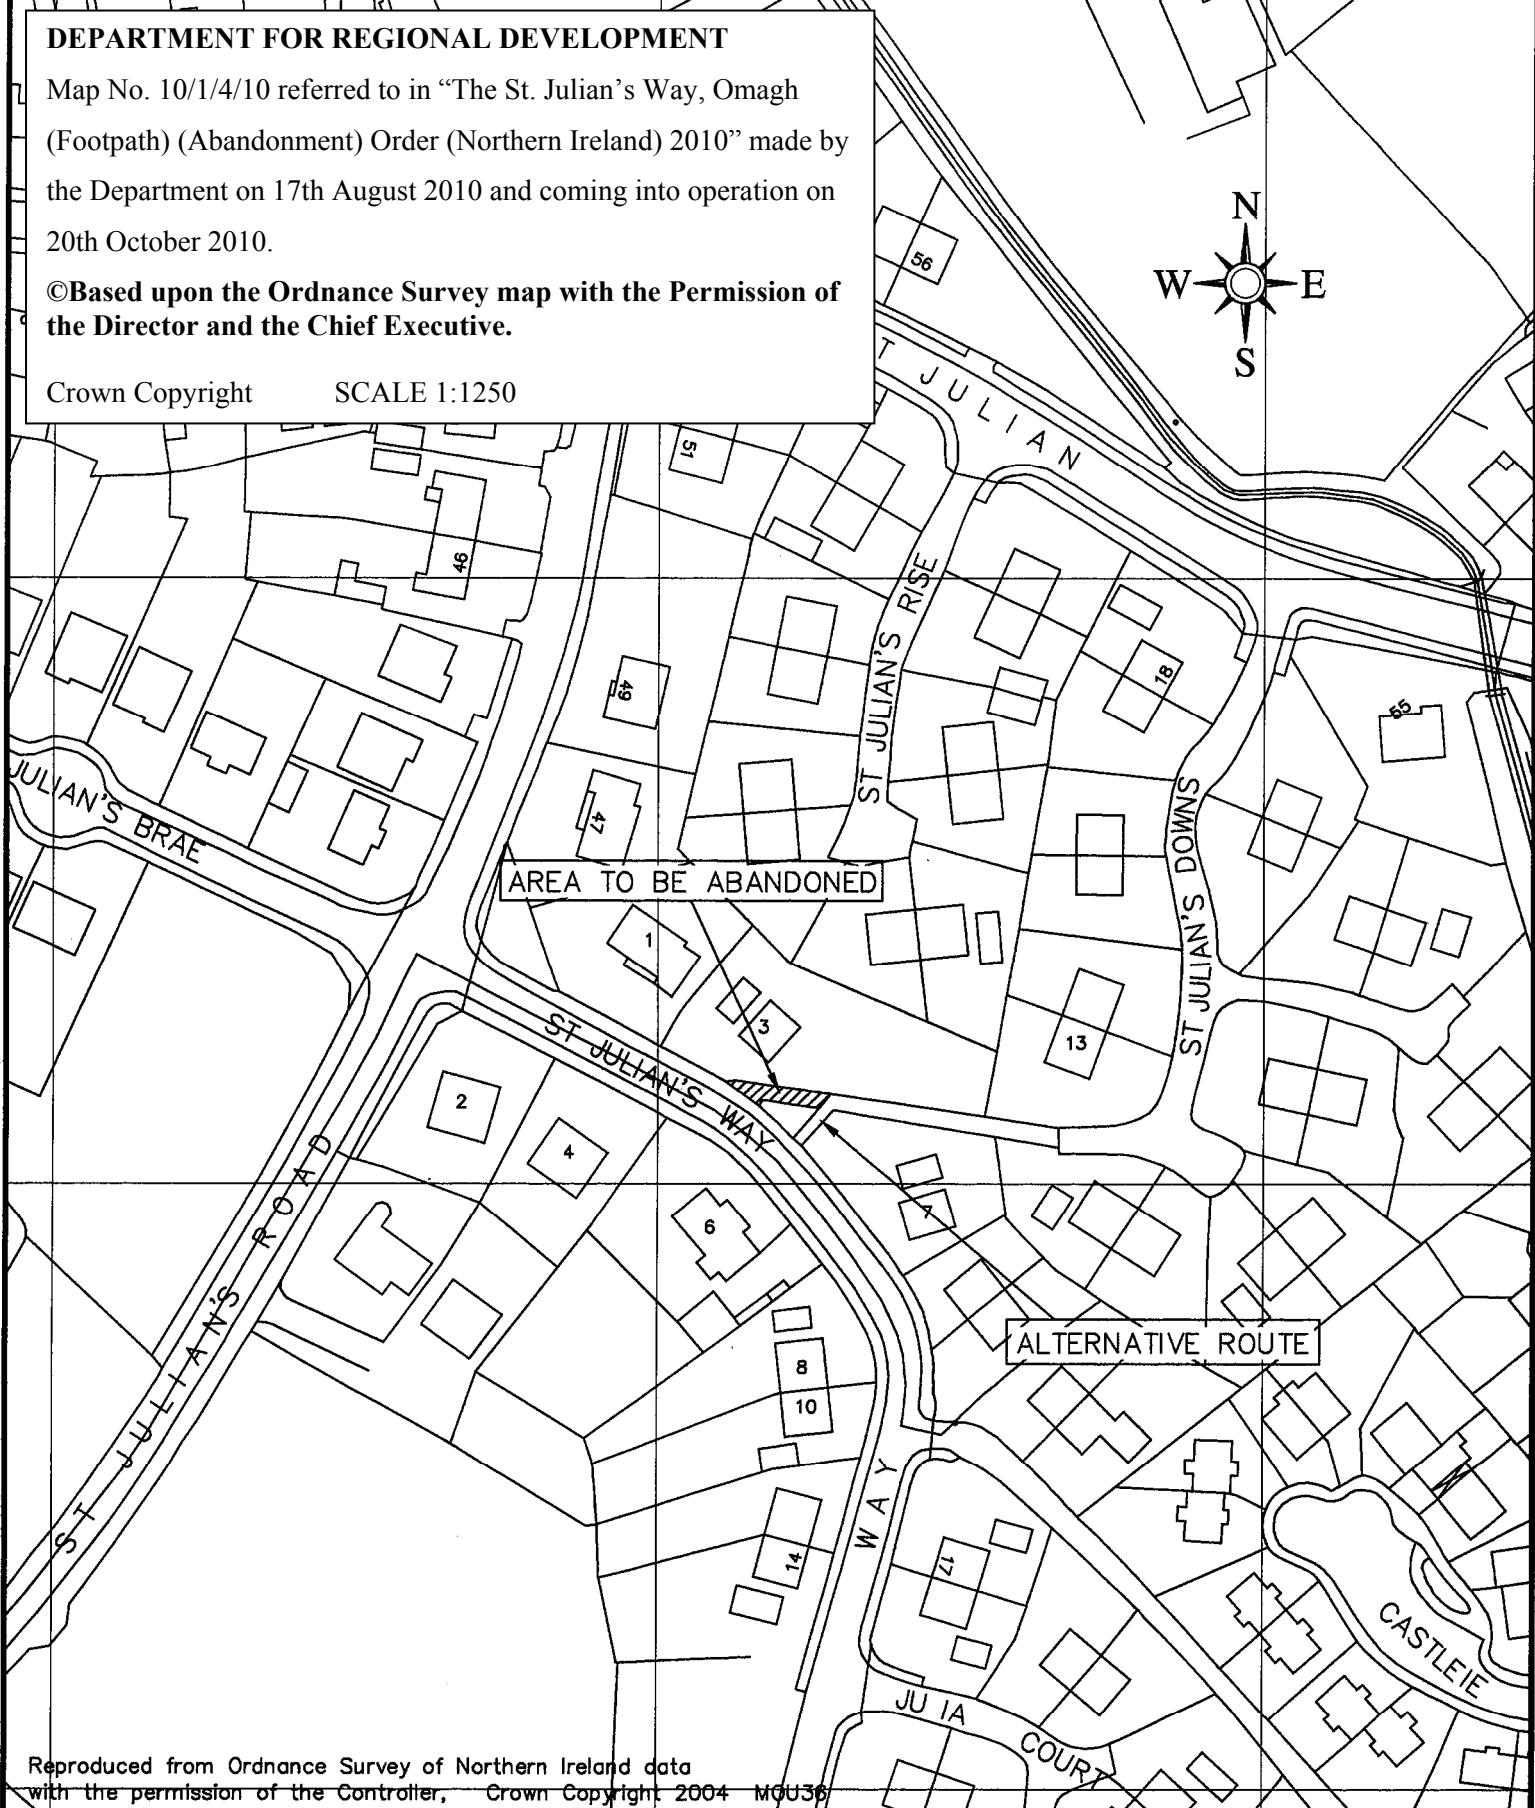 DEPARTMENT FOR REGIONAL DEVELOPMENT
Map No. 10/1/4/10 referred to in “The St. Julian’s Way, Omagh
(Footpath) (Abandonment) Order (Northern Ireland) 2010” made by
the Department on 17th August 2010 and coming into operation on
20th October 2010.
©Based upon the Ordnance Survey map with the Permission of
the Director and the Chief Executive.
Crown Copyright SCALE 1:1250
N
W E
S
56
T JULIAN
51
46
ST JULIAN'S RISE
49
18
55
47
JULIAN'S BRAE
ST JULIAN'S DOWNS
AREA TO BE ABANDONED
1
3
13
ST JULIAN'S WAY
2
4
6
7
ST JULIAN'S ROAD
ALTERNATIVE ROUTE
8
10
WAY
14
17
CASTLEIE
JU IA COURT
Reproduced from Ordnance Survey of Northern Ireland data
with the permission of the Controller, Crown Copyright 2004 MOU36